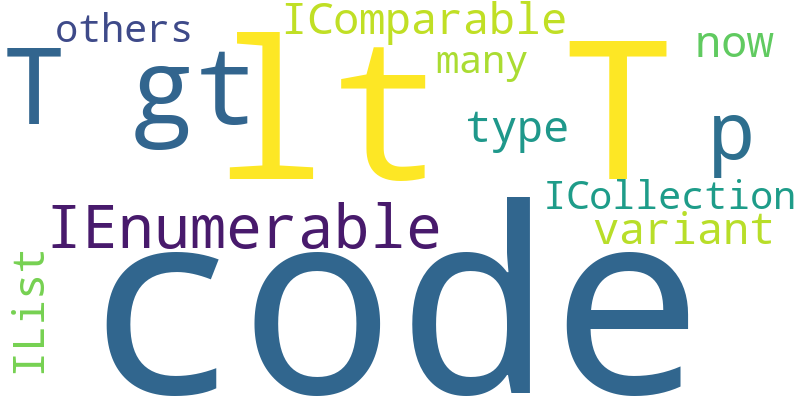 others
IComparable
T gt
lt T
many
now
type
p
ICollection
IEnumerable
variant
IList
code